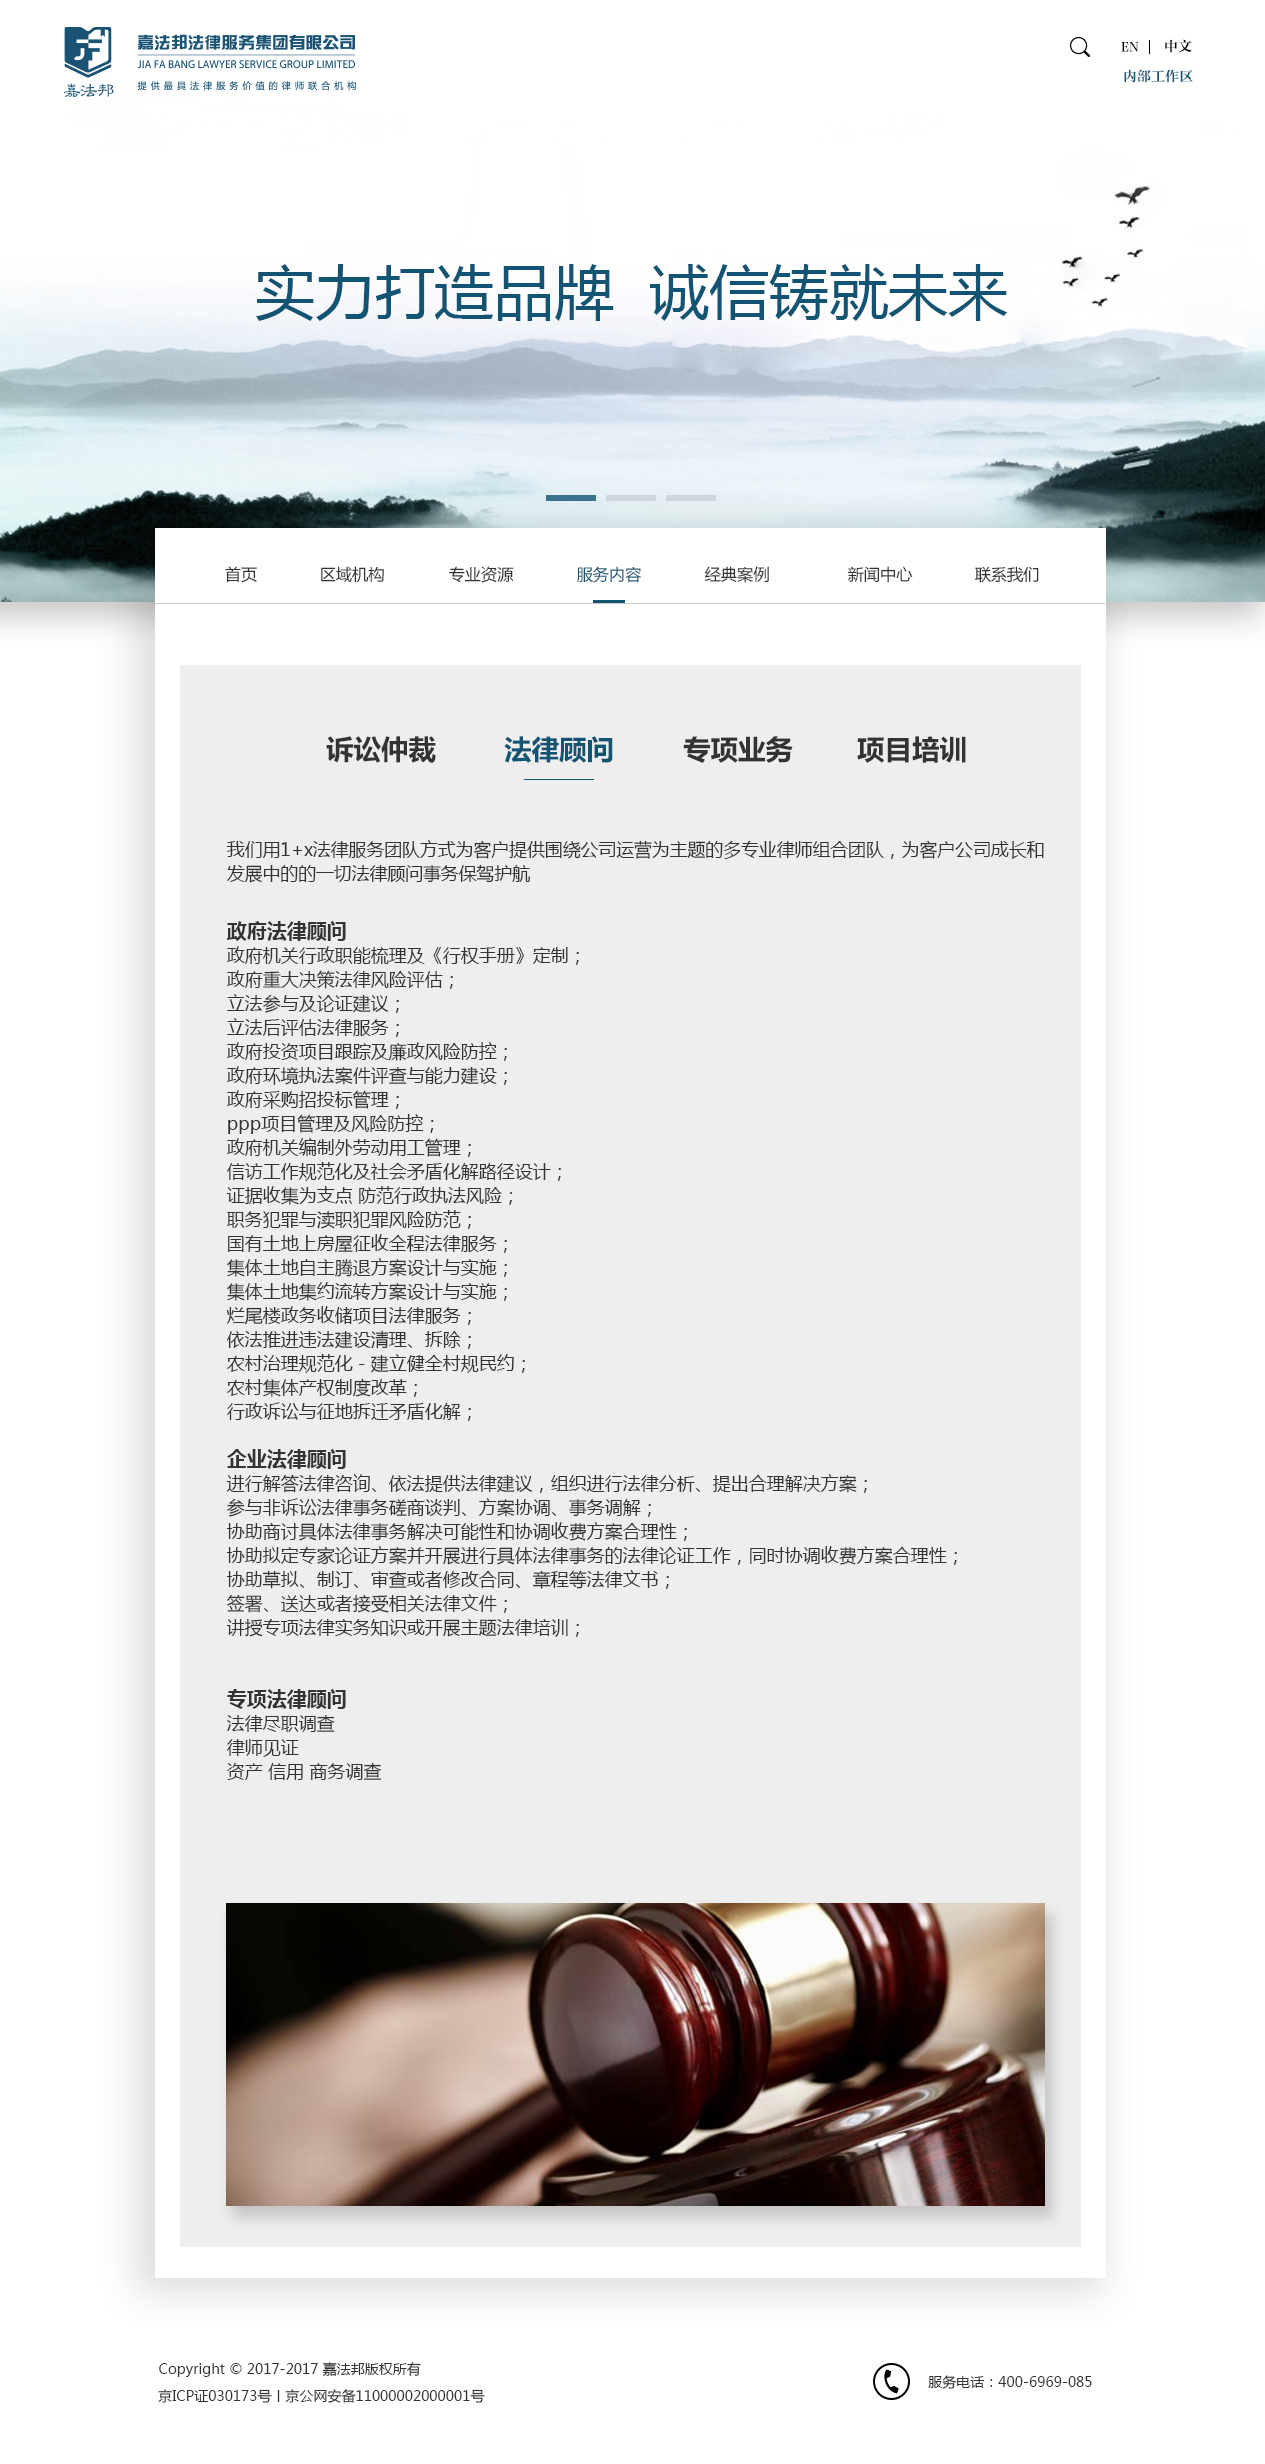 嘉法邦法律服务集团有限公司
JIA FA BANG LAWYER SERVICE GROUP LIMITED
提供最具法律服务价值的律师联合机构
嘉法邦
EN | 中文
内部工作区
实力打造品牌 诚信铸就未来
首页 区域机构 专业资源 服务内容 经典案例 新闻中心 联系我们
诉讼仲裁 法律顾问 专项业务 项目培训
我们用1+x法律服务团队方式为客户提供围绕公司运营为主题的多专业律师组合团队，为客户公司成长和
发展中的的一切法律顾问事务保驾护航
政府法律顾问
政府机关行政职能梳理及《行权手册》定制；
政府重大决策法律风险评估；
立法参与及论证建议；
立法后评估法律服务；
政府投资项目跟踪及廉政风险防控；
政府环境执法案件评查与能力建设；
政府采购招投标管理；
ppp项目管理及风险防控；
政府机关编制外劳动用工管理；
信访工作规范化及社会矛盾化解路径设计；
证据收集为支点 防范行政执法风险；
职务犯罪与渎职犯罪风险防范；
国有土地上房屋征收全程法律服务；
集体土地自主腾退方案设计与实施；
集体土地集约流转方案设计与实施；
烂尾楼政务收储项目法律服务；
依法推进违法建设清理、拆除；
农村治理规范化 - 建立健全村规民约；
农村集体产权制度改革；
行政诉讼与征地拆迁矛盾化解；
企业法律顾问
进行解答法律咨询、依法提供法律建议，组织进行法律分析、提出合理解决方案；
参与非诉讼法律事务磋商谈判、方案协调、事务调解；
协助商讨具体法律事务解决可能性和协调收费方案合理性；
协助拟定专家论证方案并开展进行具体法律事务的法律论证工作，同时协调收费方案合理性；
协助草拟、制订、审查或者修改合同、章程等法律文书；
签署、送达或者接受相关法律文件；
讲授专项法律实务知识或开展主题法律培训；
专项法律顾问
法律尽职调查
律师见证
资产 信用 商务调查
Copyright © 2017-2017 嘉法邦版权所有
京ICP证030173号 | 京公网安备11000002000001号
服务电话：400-6969-085